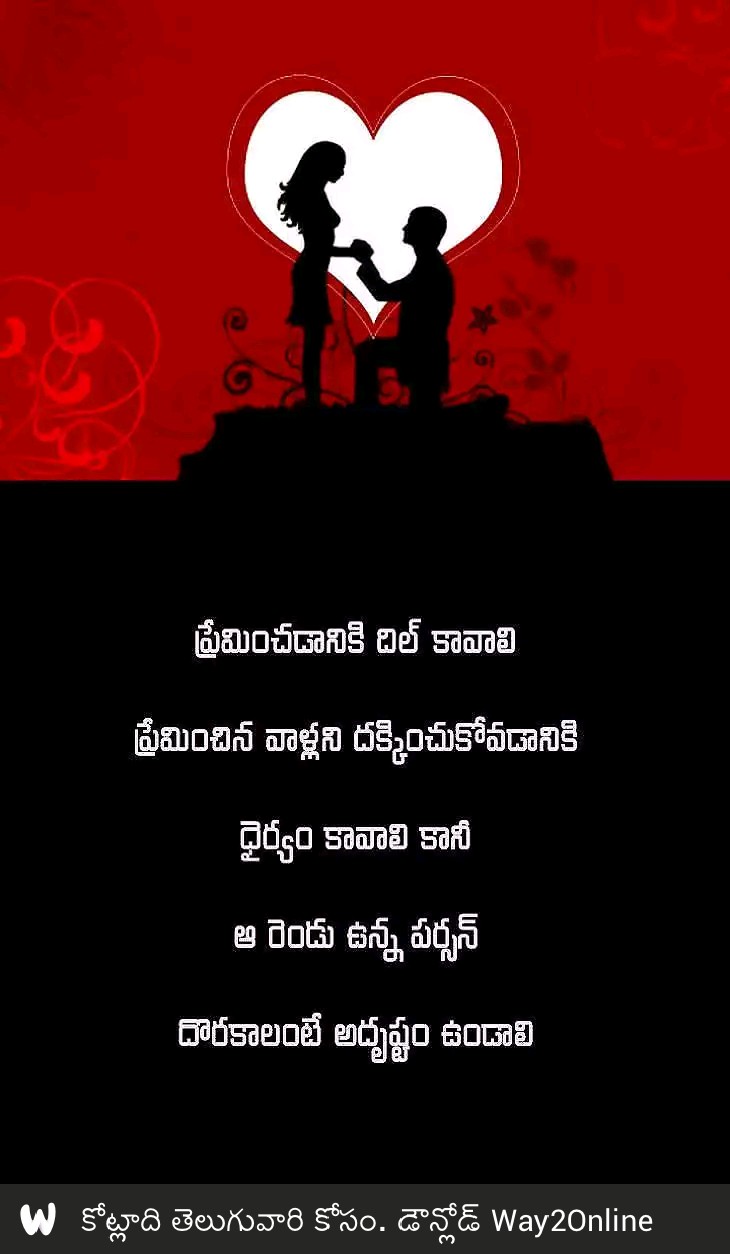 ప్రేమించడానికి దిల్ కావాలి
ప్రేమించిన వాళ్లని దక్కించుకోవడానికి
ధైర్యం కావాలి కానీ
ఆ రెండు ఉన్న పర్సన్
దొరకాలంటే అదృష్టం ఉండాలి
కోట్లాది తెలుగువారి కోసం. డౌన్లోడ్ Way2Online